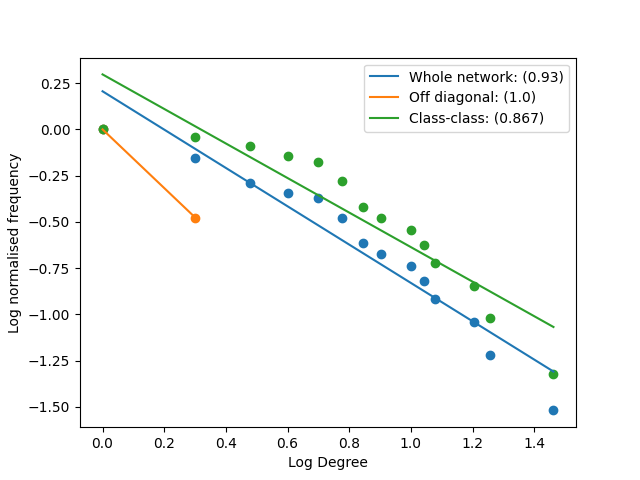 Whole network: (0.93)
Off diagonal: (1.0)
Class-class: (0.867)
Log normalised frequency
0.25
0.00
−0.25
−0.50
−0.75
−1.00
−1.25
−1.50
0.0 0.2 0.4 0.6 0.8 1.0 1.2 1.4
Log Degree